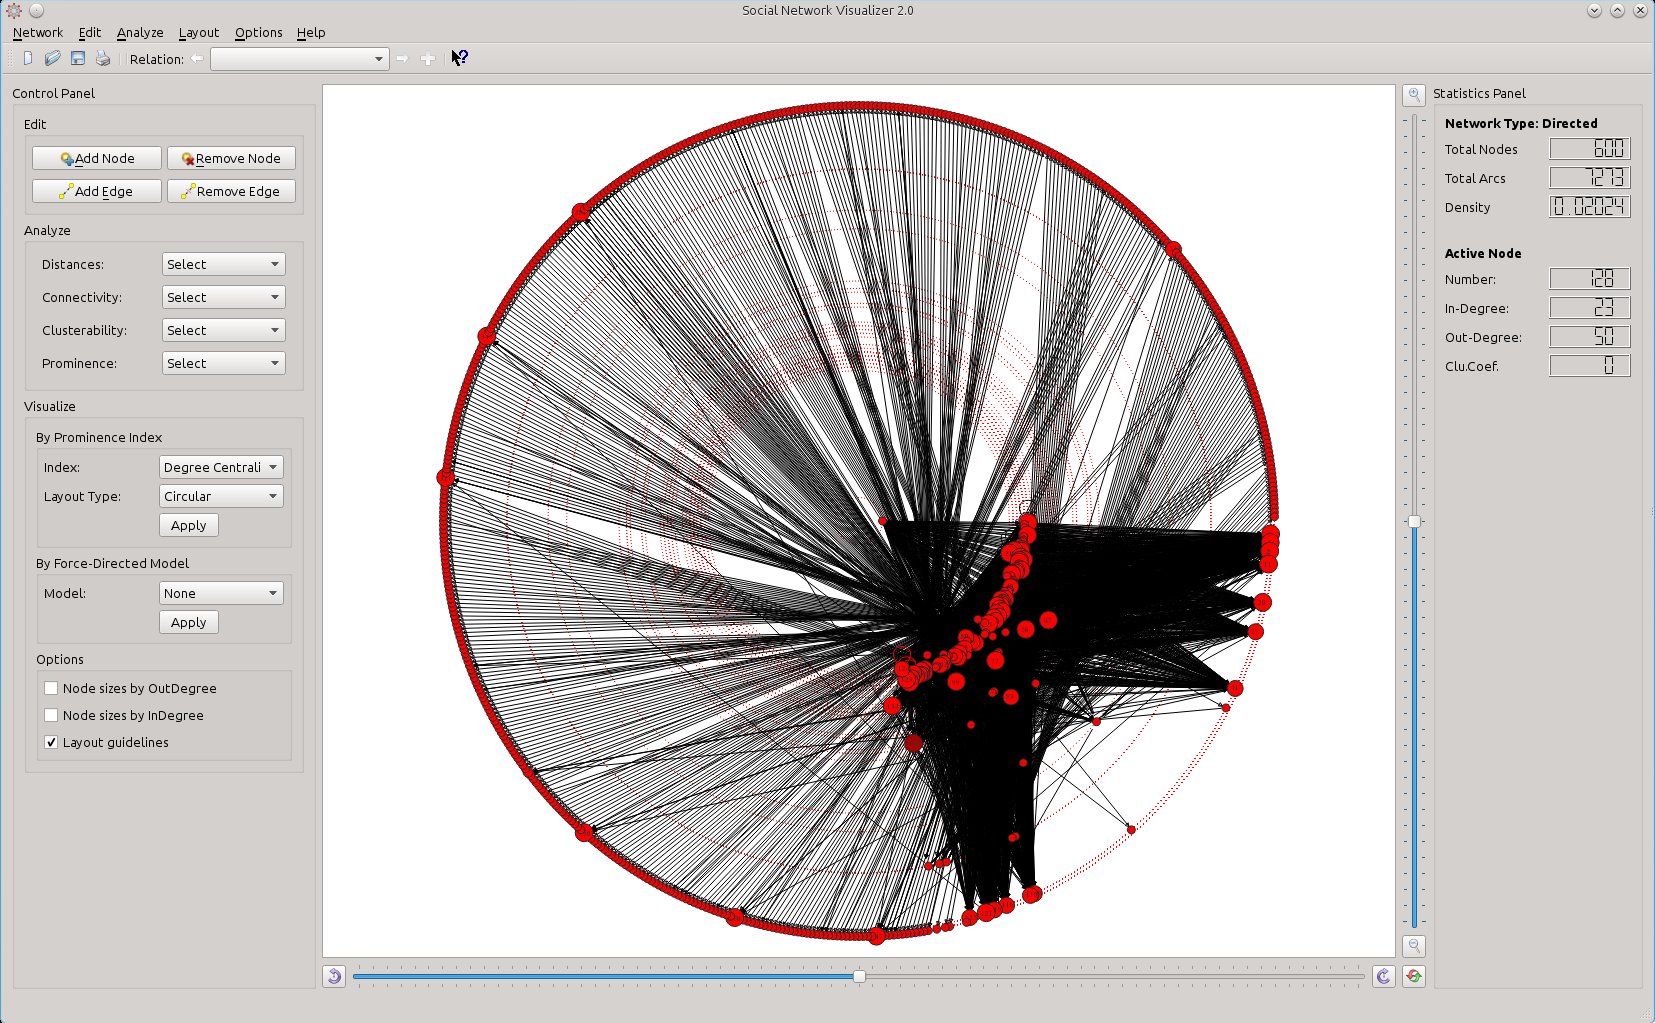 Social Network Visualizer 2.0
Network Edit Analyze Layout Options Help
Relation:
Control Panel
Edit
Add Node Remove Node
Add Edge Remove Edge
Analyze
Distances: Select
Connectivity: Select
Clusterability: Select
Prominence: Select
Visualize
By Prominence Index
Index: Degree Centrali
Layout Type: Circular
Apply
By Force-Directed Model
Model: None
Apply
Options
Node sizes by OutDegree
Node sizes by InDegree
Layout guidelines
Statistics Panel
Network Type: Directed
Total Nodes 600
Total Arcs 7273
Density 0.02024
Active Node
Number: 128
In-Degree: 23
Out-Degree: 50
Clu.Coef. 0